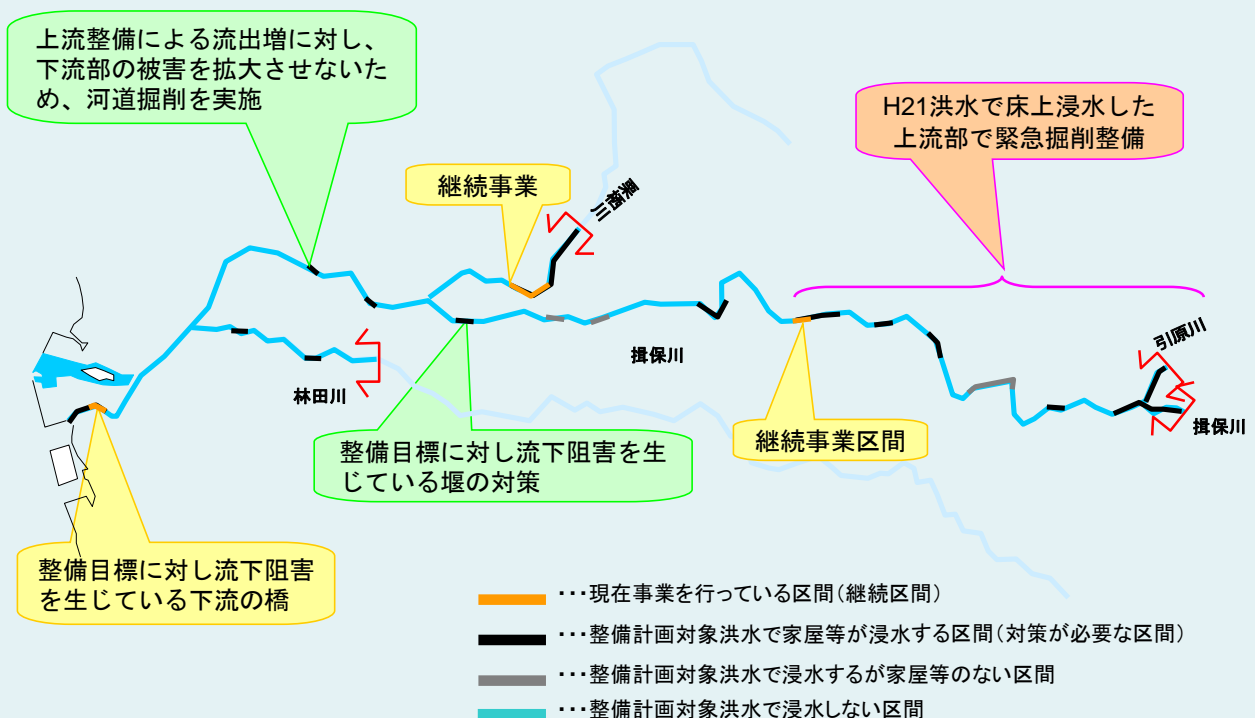 上流整備による流出増に対し、
下流部の被害を拡大させないた
め、河道掘削を実施
H21洪水で床上浸水した
上流部で緊急掘削整備
継続事業
栗栖川
引原川
揖保川
林田川
揖保川
整備目標に対し流下阻害を生
じている堰の対策
継続事業区間
整備目標に対し流下阻害
を生じている下流の橋
・・・現在事業を行っている区間(継続区間)
・・・整備計画対象洪水で家屋等が浸水する区間(対策が必要な区間)
・・・整備計画対象洪水で浸水するが家屋等のない区間
・・・整備計画対象洪水で浸水しない区間